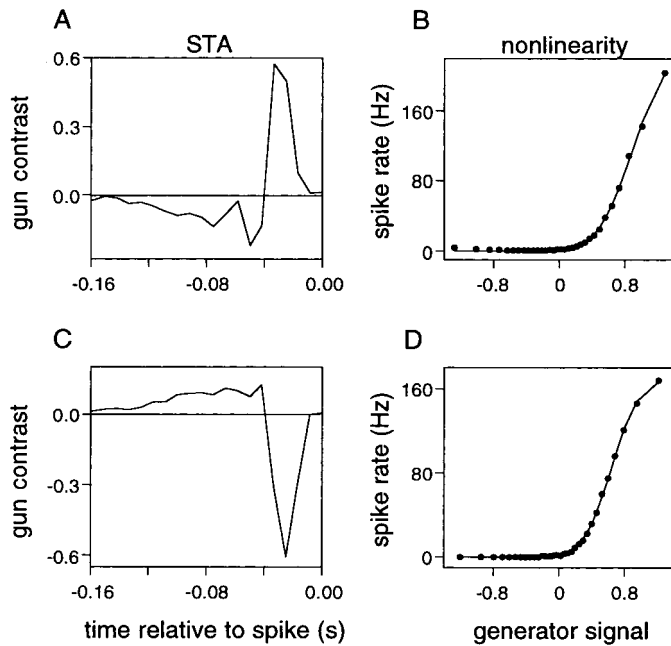 A
STA
gun contrast
0.6
0.3
0.0
-0.16
-0.08
0.00
B
nonlinearity
spike rate (Hz)
160
80
0
-0.8
0
0.8
C
gun contrast
0.0
-0.3
-0.6
-0.16
-0.08
0.00
time relative to spike (s)
D
spike rate (Hz)
160
80
0
-0.8
0
0.8
generator signal